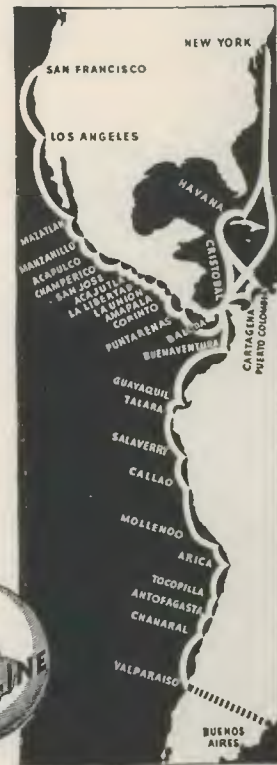 NEW YORK
SAN FRANCISCO
LOS ANGELES
HAVANA
MAZATLAN
MANZANILLO
ACAPULCO
CHAMPERICO
SAN JOSE
ACAJUTLA
LA LIBERTAD
LA UNION
AMAPALA
CORINTO
PUNTARENAS
CRISTOBAL
BALBOA
BUENAVENTURA
CARTAGENA
PUERTO COLOMBIA
GUAYAQUIL
TALARA
SALAVERRI
CALLAO
MOLLENDO
ARICA
TOCOPILLA
ANTOFAGASTA
CHANARAL
VALPARAISO
BUENOS
AIRES